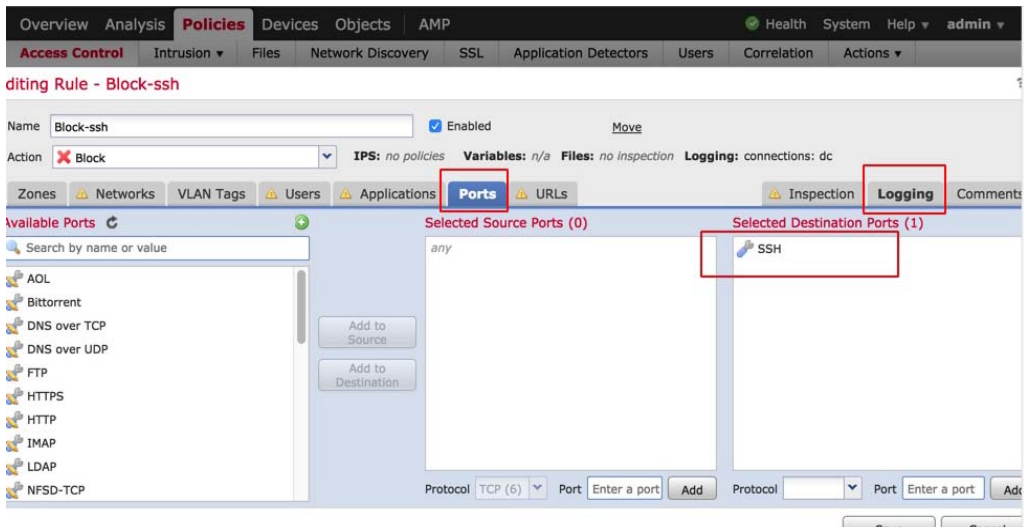 Overview Analysis Policies Devices Objects AMP Health System Help admin
Access Control Intrusion Files Network Discovery SSL Application Detectors Users Correlation Actions
diting Rule - Block-ssh
Name Block-ssh Enabled Move
Action Block IPS: no policies Variables: n/a Files: no inspection Logging: connections: dc
Zones Networks VLAN Tags Users Applications Ports URLs Inspection Logging Comments
Available Ports Selected Source Ports (0) Selected Destination Ports (1)
Search by name or value any SSH
AOL
Bittorrent
DNS over TCP
DNS over UDP
FTP
HTTPS
HTTP
IMAP
LDAP
NFSD-TCP
Add to
Source
Add to
Destination
Protocol TCP (6) Port Enter a port Add Protocol Port Enter a port Add